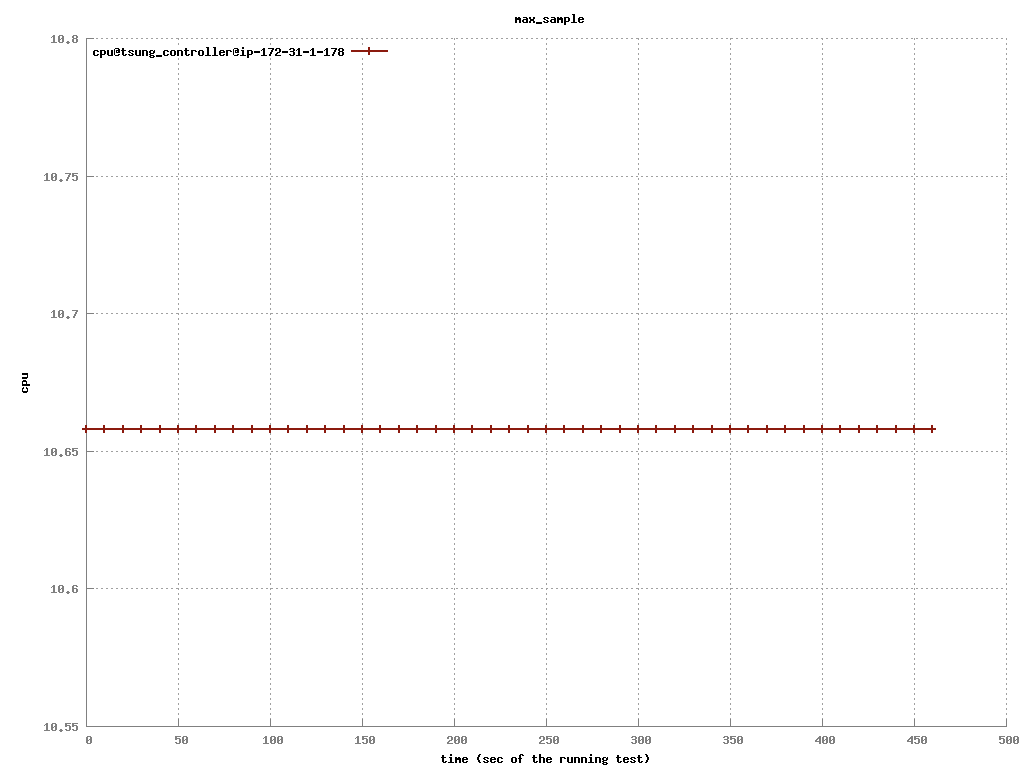 max_sample
cpu@tsung_controller@ip-172-31-1-178
10.8
10.75
10.7
10.65
10.6
10.55
cpu
0 50 100 150 200 250 300 350 400 450 500
time (sec of the running test)